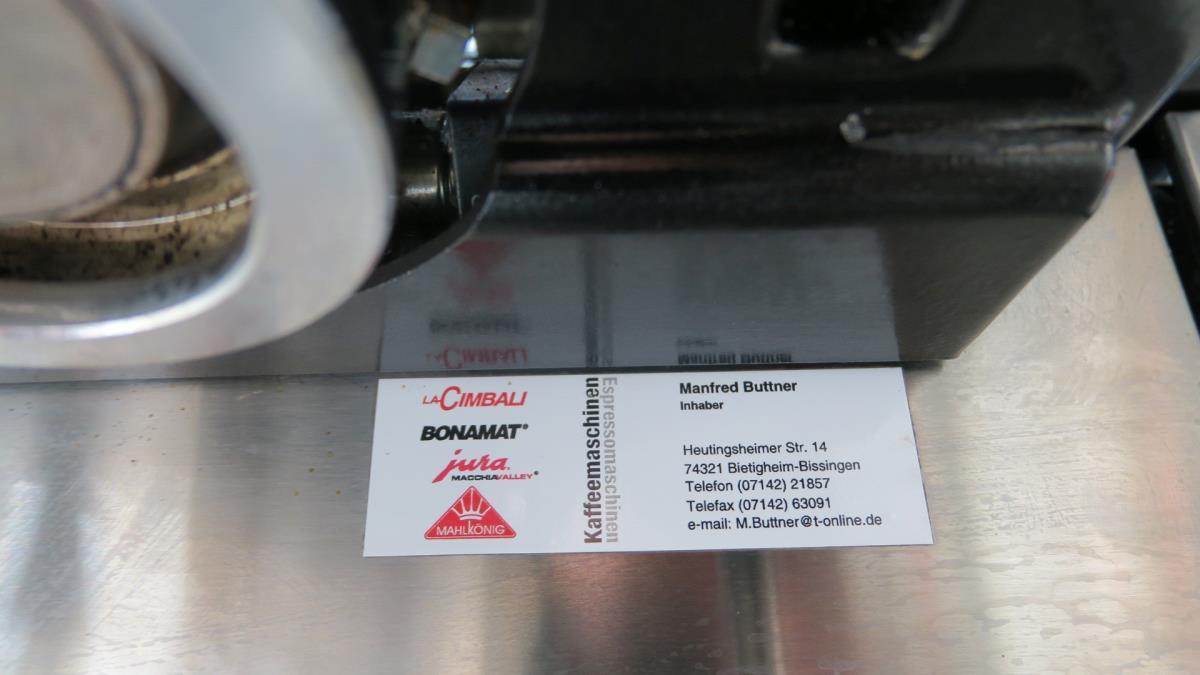 LACIMBALI
BONAMAT®
jura®
MACCHIAVALLEY®
MAHLKÖNIG
Kaffeemaschinen
Espressomaschinen
Manfred Buttner
Inhaber
Heutingsheimer Str. 14
74321 Bietigheim-Bissingen
Telefon (07142) 21857
Telefax (07142) 63091
e-mail: M.Buttner@t-online.de